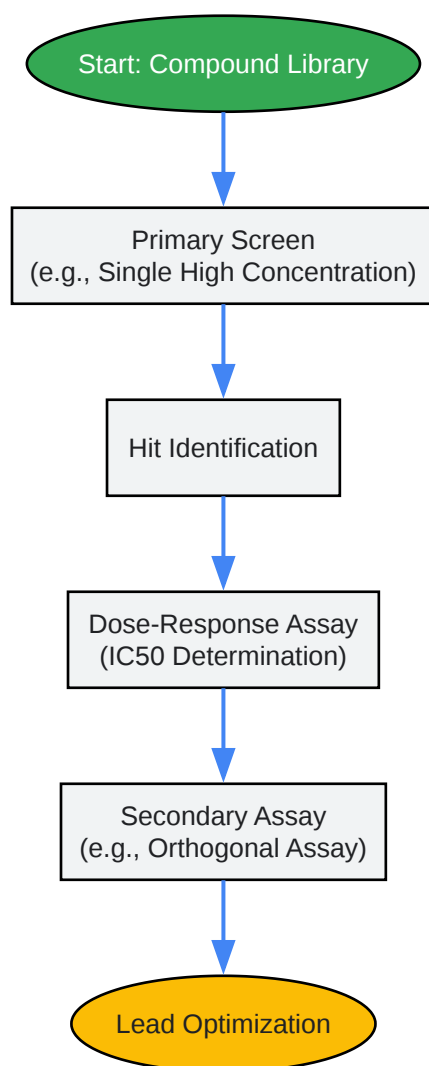 Start: Compound Library
Primary Screen
(e.g., Single High Concentration)
Hit Identification
Dose-Response Assay
(IC50 Determination)
Secondary Assay
(e.g., Orthogonal Assay)
Lead Optimization